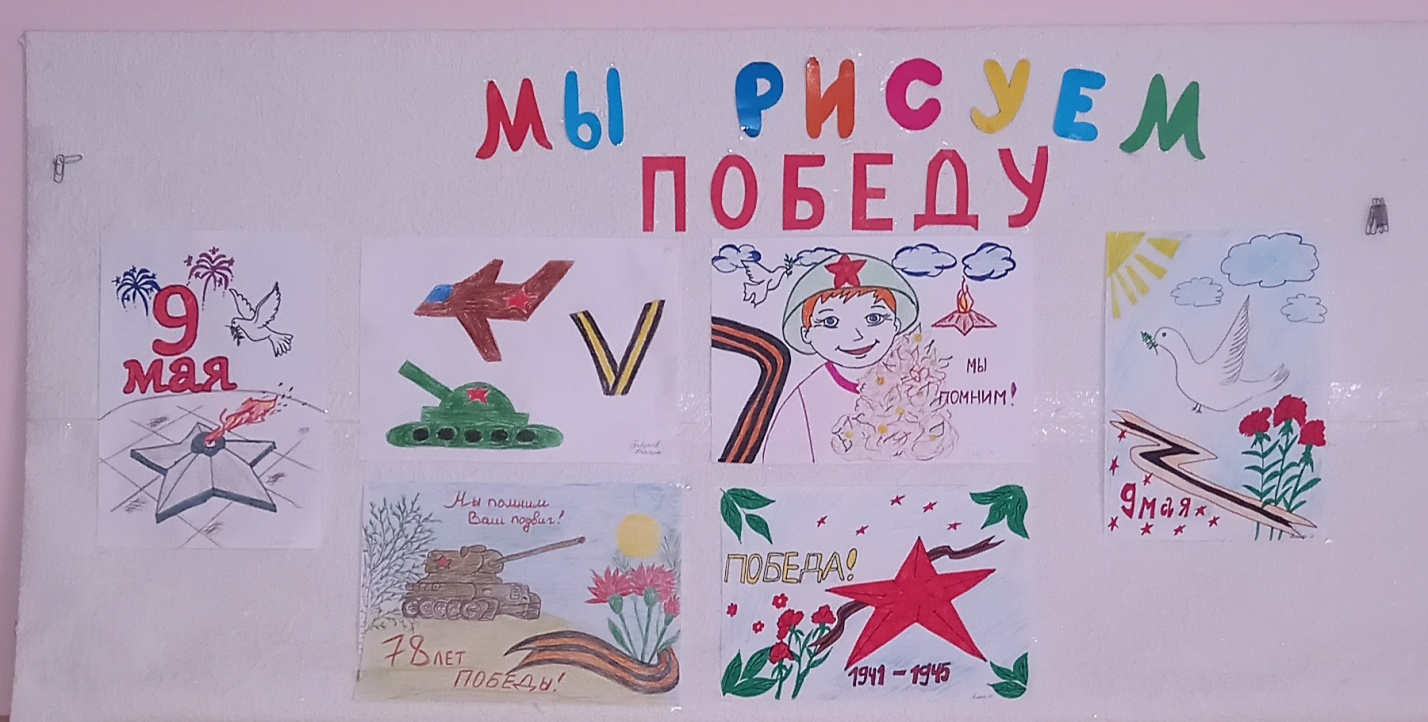 МЫ РИСУЕМ
ПОБЕДУ
9
мая
МЫ
ПОМНИМ!
9 мая
Мы помним
Ваш подвиг!
78 ЛЕТ
ПОБЕДЫ!
ПОБЕДА!
1941 - 1945